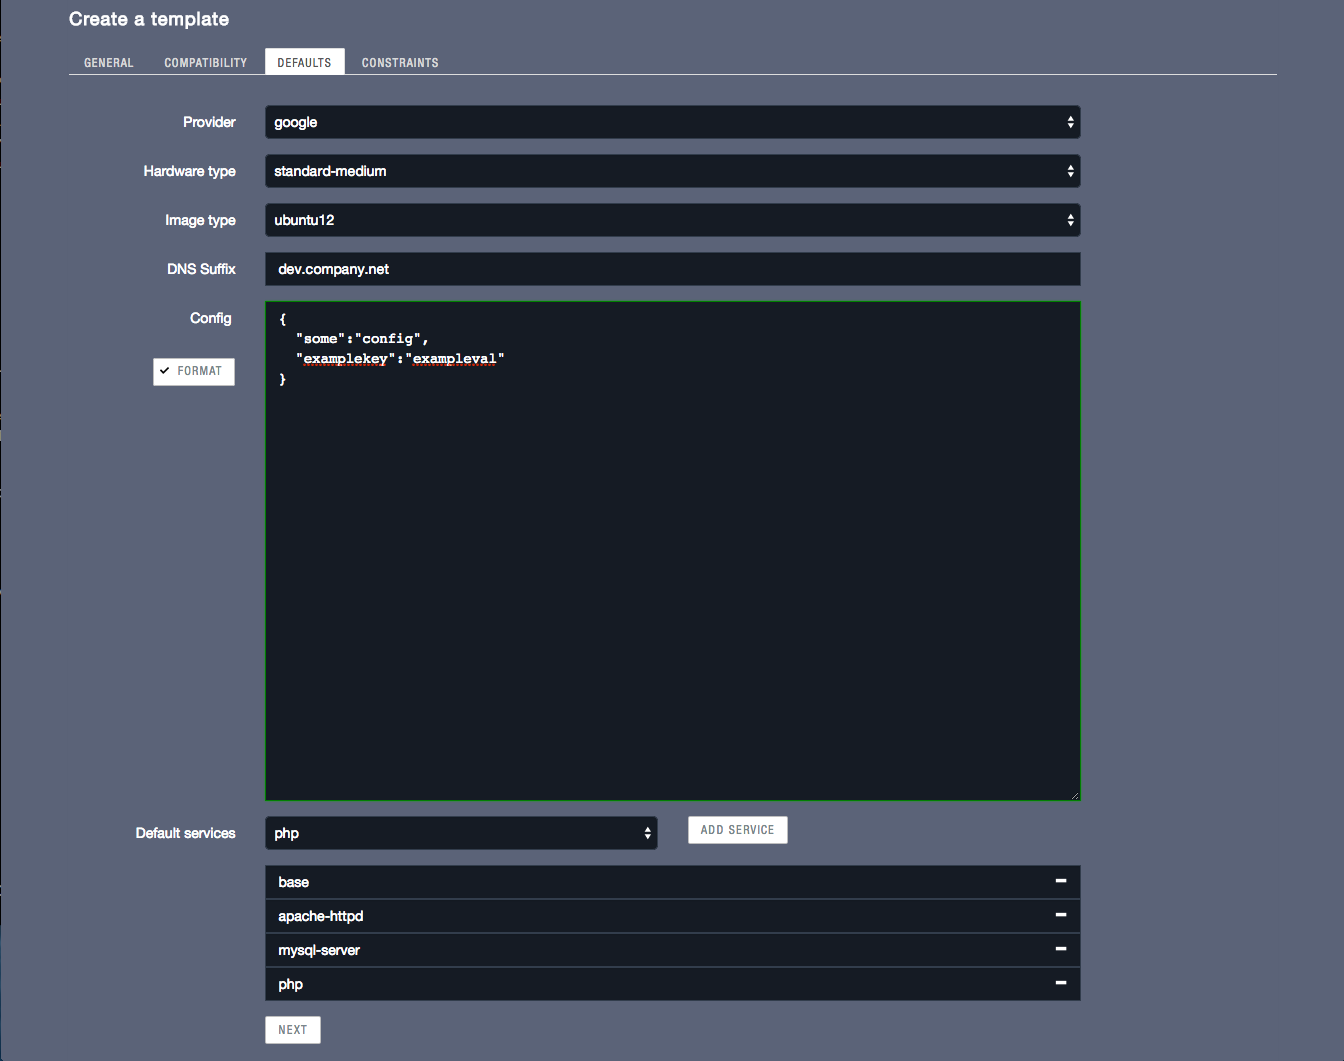 Create a template
GENERAL COMPATIBILITY DEFAULTS CONSTRAINTS
Provider google
Hardware type standard-medium
Image type ubuntu12
DNS Suffix dev.company.net
Config
{
"some":"config",
"examplekey":"exampleval"
}
FORMAT
Default services php ADD SERVICE
base
apache-httpd
mysql-server
php
NEXT